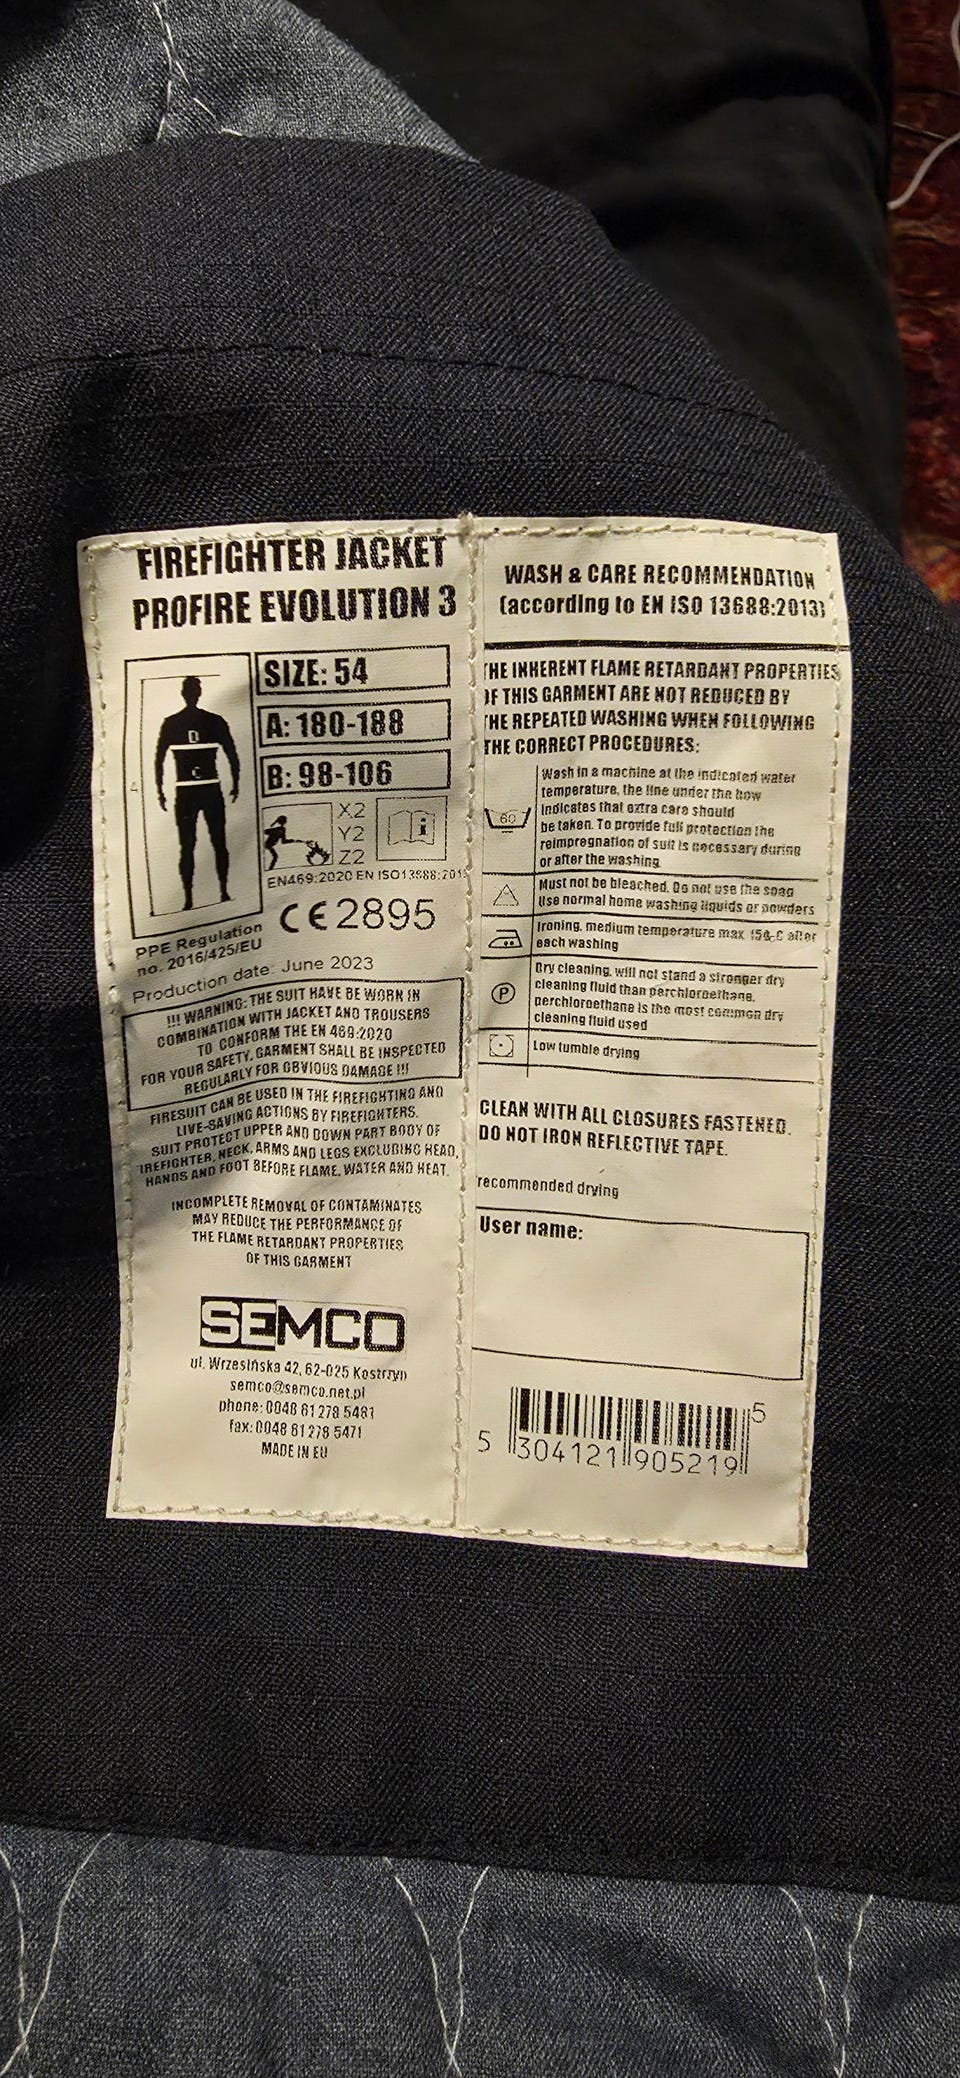 FIREFIGHTER JACKET
PROFIRE EVOLUTION 3
SIZE: 54
A: 180-188
B: 98-106
X2
Y2
Z2
EN469:2020 EN ISO13688:201
CE 2895
PPE Regulation
no. 2016/425/EU
Production date: June 2023
!!! WARNING: THE SUIT HAVE BE WORN IN
COMBINATION WITH JACKET AND TROUSERS
TO CONFORM THE EN 469:2020
FOR YOUR SAFETY, GARMENT SHALL BE INSPECTED
REGULARLY FOR OBVIOUS DAMAGE !!!
FIRESUIT CAN BE USED IN THE FIREFIGHTING AND
LIVE-SAVING ACTIONS BY FIREFIGHTERS.
SUIT PROTECT UPPER AND DOWN PART BODY OF
IREFIGHTER, NECK, ARMS AND LEGS EXCLUDING HEAD,
HANDS AND FOOT BEFORE FLAME, WATER AND HEAT.
INCOMPLETE REMOVAL OF CONTAMINATES
MAY REDUCE THE PERFORMANCE OF
THE FLAME RETARDANT PROPERTIES
OF THIS GARMENT
SEMCO
ul. Wrzesińska 42, 62-025 Kostrzyn
semco@semco.net.pl
phone: 0048 61 278 5481
fax: 0048 61 278 5471
MADE IN EU
WASH & CARE RECOMMENDATION
(according to EN ISO 13688:2013)
THE INHERENT FLAME RETARDANT PROPERTIES
OF THIS GARMENT ARE NOT REDUCED BY
THE REPEATED WASHING WHEN FOLLOWING
THE CORRECT PROCEDURES:
60
Wash in a machine at the indicated water
temperature, the line under the bow
indicates that extra care should
be taken. To provide full protection the
reimpregnation of suit is necessary during
or after the washing
Must not be bleached. Do not use the soap
Use normal home washing liquids or powders
Ironing, medium temperature max 150 C after
each washing
P
Dry cleaning, will not stand a stronger dry
cleaning fluid than perchloroethane.
perchloroethane is the most common dry
cleaning fluid used
Low tumble drying
CLEAN WITH ALL CLOSURES FASTENED.
DO NOT IRON REFLECTIVE TAPE.
recommended drying
User name:
5
5 304121 905219